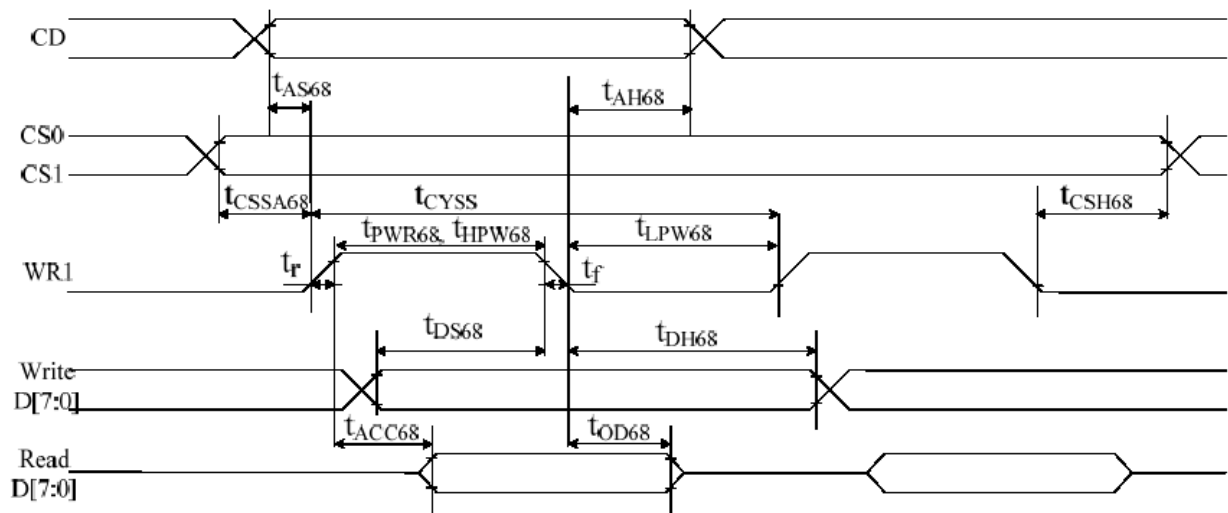 CD
tAS68
tAH68
CS0
CS1
tCSSA68
tCYSS
tCSH68
tPWR68, tHPW68
tLPW68
WR1
tr
tf
tDS68
tDH68
Write
D[7:0]
tACC68
tOD68
Read
D[7:0]